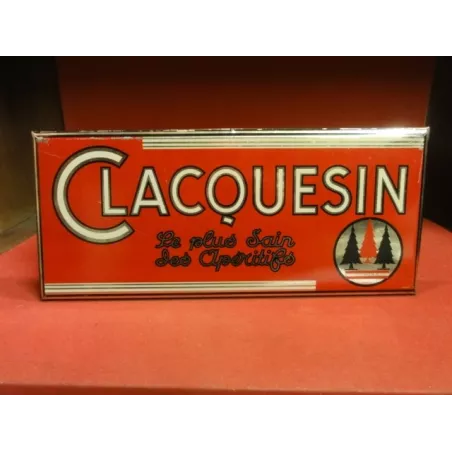 CLACQUESIN
Le plus Sain
des Apéritifs